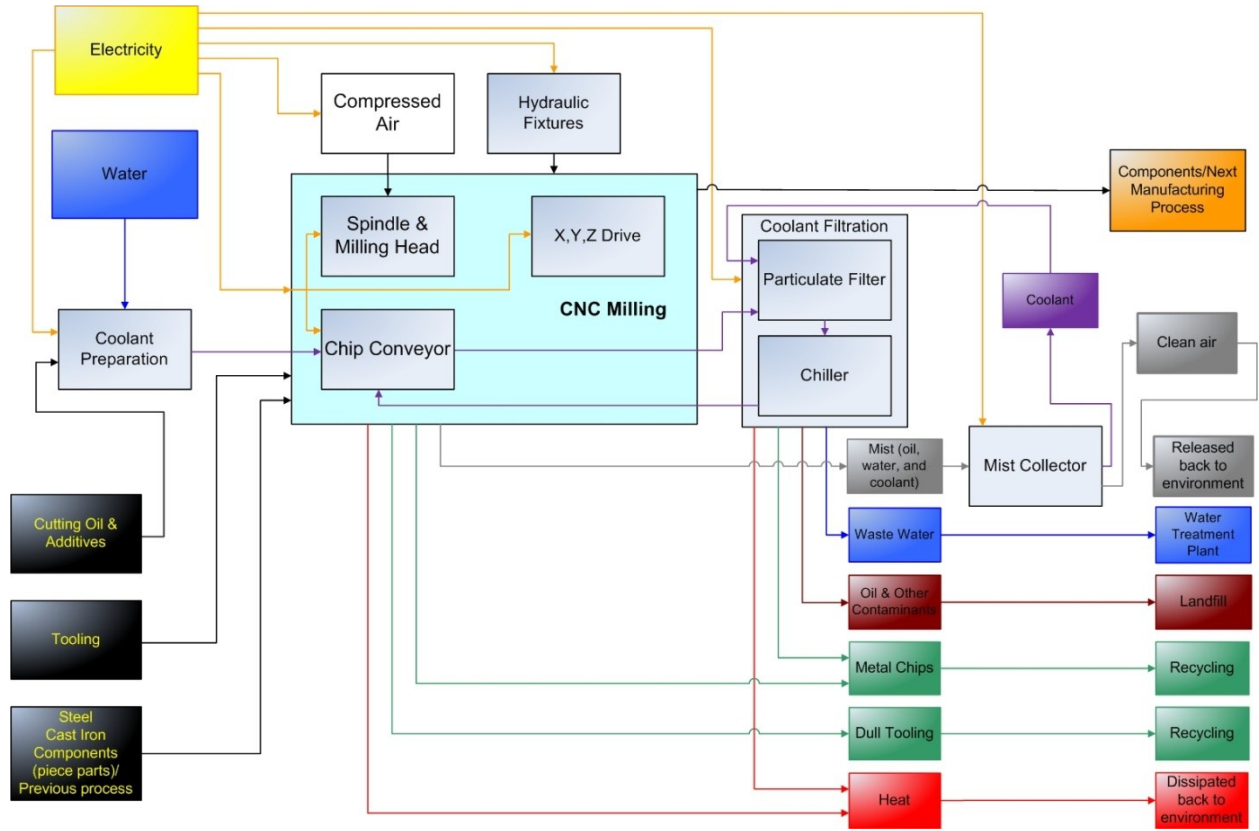 Electricity
Compressed
Air
Hydraulic
Fixtures
Water
Components/Next
Manufacturing
Process
Spindle &
Milling Head
X,Y,Z Drive
Coolant Filtration
Particulate Filter
CNC Milling
Coolant
Coolant
Preparation
Chip Conveyor
Chiller
Clean air
Mist (oil,
water, and
coolant)
Mist Collector
Released
back to
environment
Cutting Oil &
Additives
Waste Water
Water
Treatment
Plant
Oil & Other
Contaminants
Landfill
Tooling
Metal Chips
Recycling
Steel
Cast Iron
Components
(piece parts)/
Previous process
Dull Tooling
Recycling
Heat
Dissipated
back to
environment